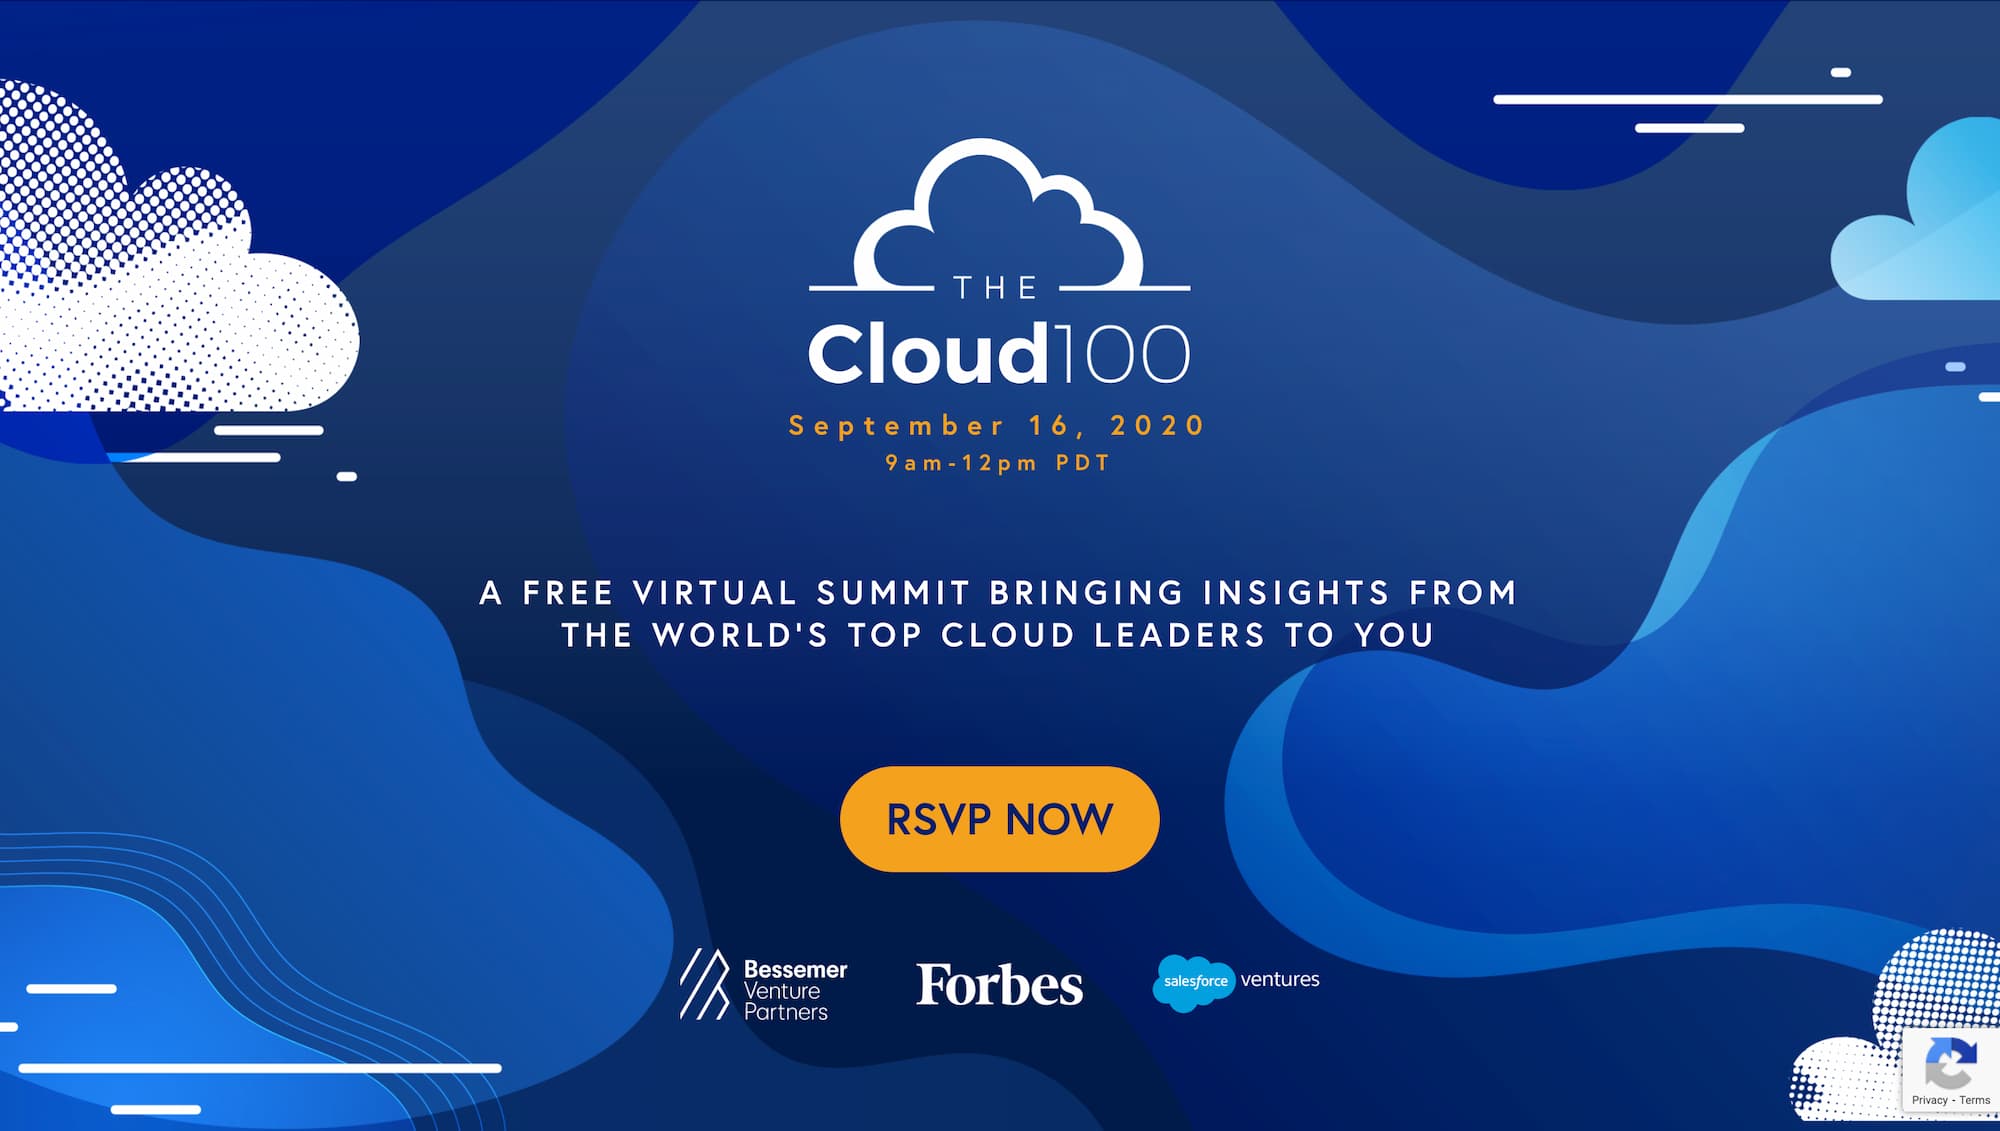 THE
Cloud100
September 16, 2020
9am-12pm PDT
A FREE VIRTUAL SUMMIT BRINGING INSIGHTS FROM
THE WORLD'S TOP CLOUD LEADERS TO YOU
RSVP NOW
Bessemer
Venture
Partners
Forbes
salesforce ventures
Privacy - Terms